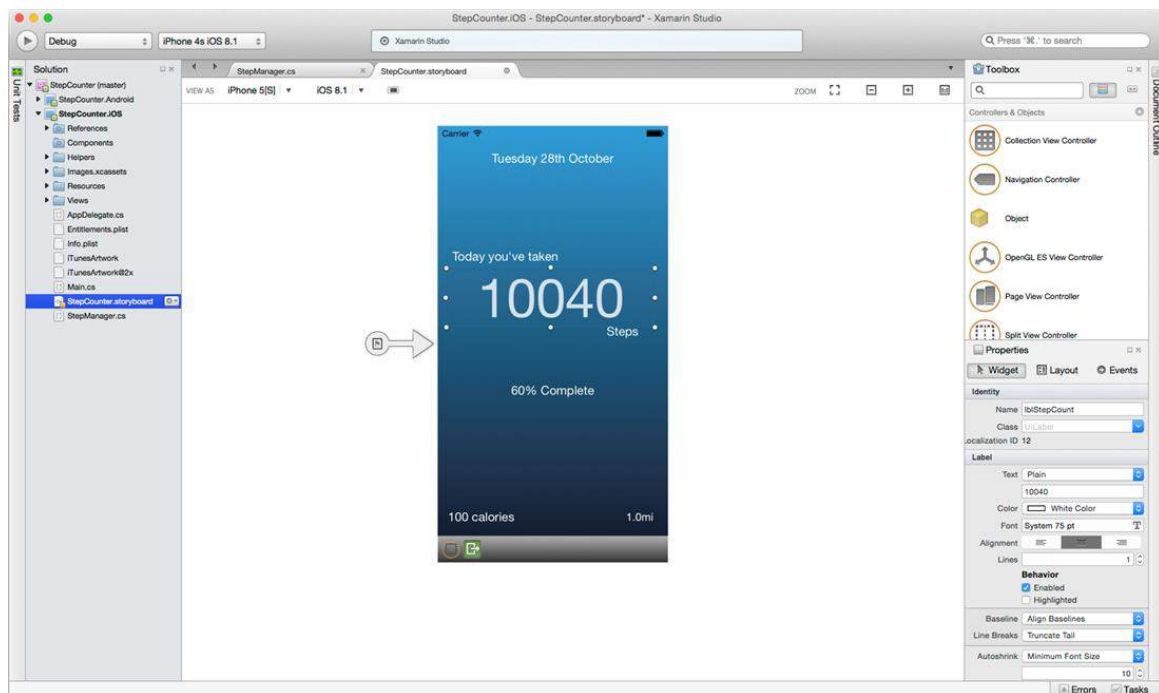 StepCounter.iOS - StepCounter.storyboard* - Xamarin Studio
Debug
iPhone 4s iOS 8.1
Xamarin Studio
Press '⌘.' to search
Unit Tests
Solution
StepCounter (master)
StepCounter.Android
StepCounter.iOS
References
Components
Helpers
Images.xcassets
Resources
Views
AppDelegate.cs
Entitlements.plist
Info.plist
iTunesArtwork
iTunesArtwork@2x
Main.cs
StepCounter.storyboard
StepManager.cs
StepManager.cs
StepCounter.storyboard
VIEW AS iPhone 5[S] iOS 8.1
ZOOM
Carrier
Tuesday 28th October
Today you've taken
10040
Steps
60% Complete
100 calories 1.0mi
Toolbox
Controllers & Objects
Collection View Controller
Navigation Controller
Object
OpenGL ES View Controller
Page View Controller
Split View Controller
Document Outline
Properties
Widget Layout Events
Identity
Name lblStepCount
Class UILabel
ocalization ID 12
Label
Text Plain
10040
Color White Color
Font System 75 pt T
Alignment
Lines 1
Behavior
Enabled
Highlighted
Baseline Align Baselines
Line Breaks Truncate Tail
Autoshrink Minimum Font Size
10
Errors Tasks